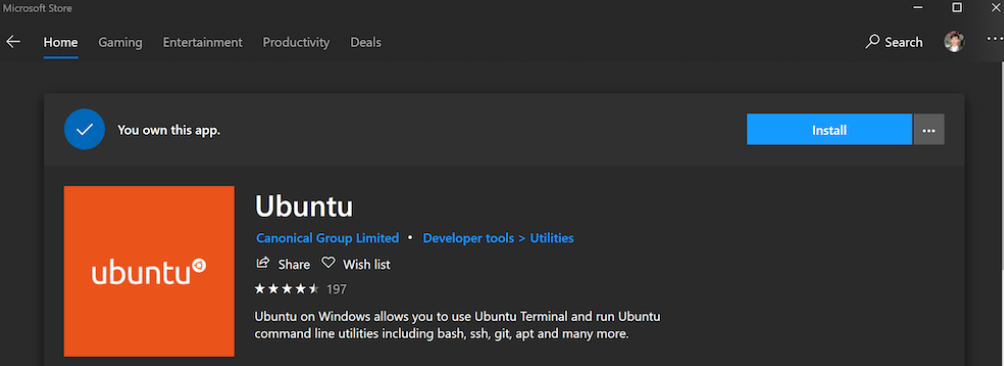 Microsoft Store
Home Gaming Entertainment Productivity Deals Search
You own this app. Install
Ubuntu
Canonical Group Limited • Developer tools > Utilities
ubuntu
Share Wish list
197
Ubuntu on Windows allows you to use Ubuntu Terminal and run Ubuntu
command line utilities including bash, ssh, git, apt and many more.